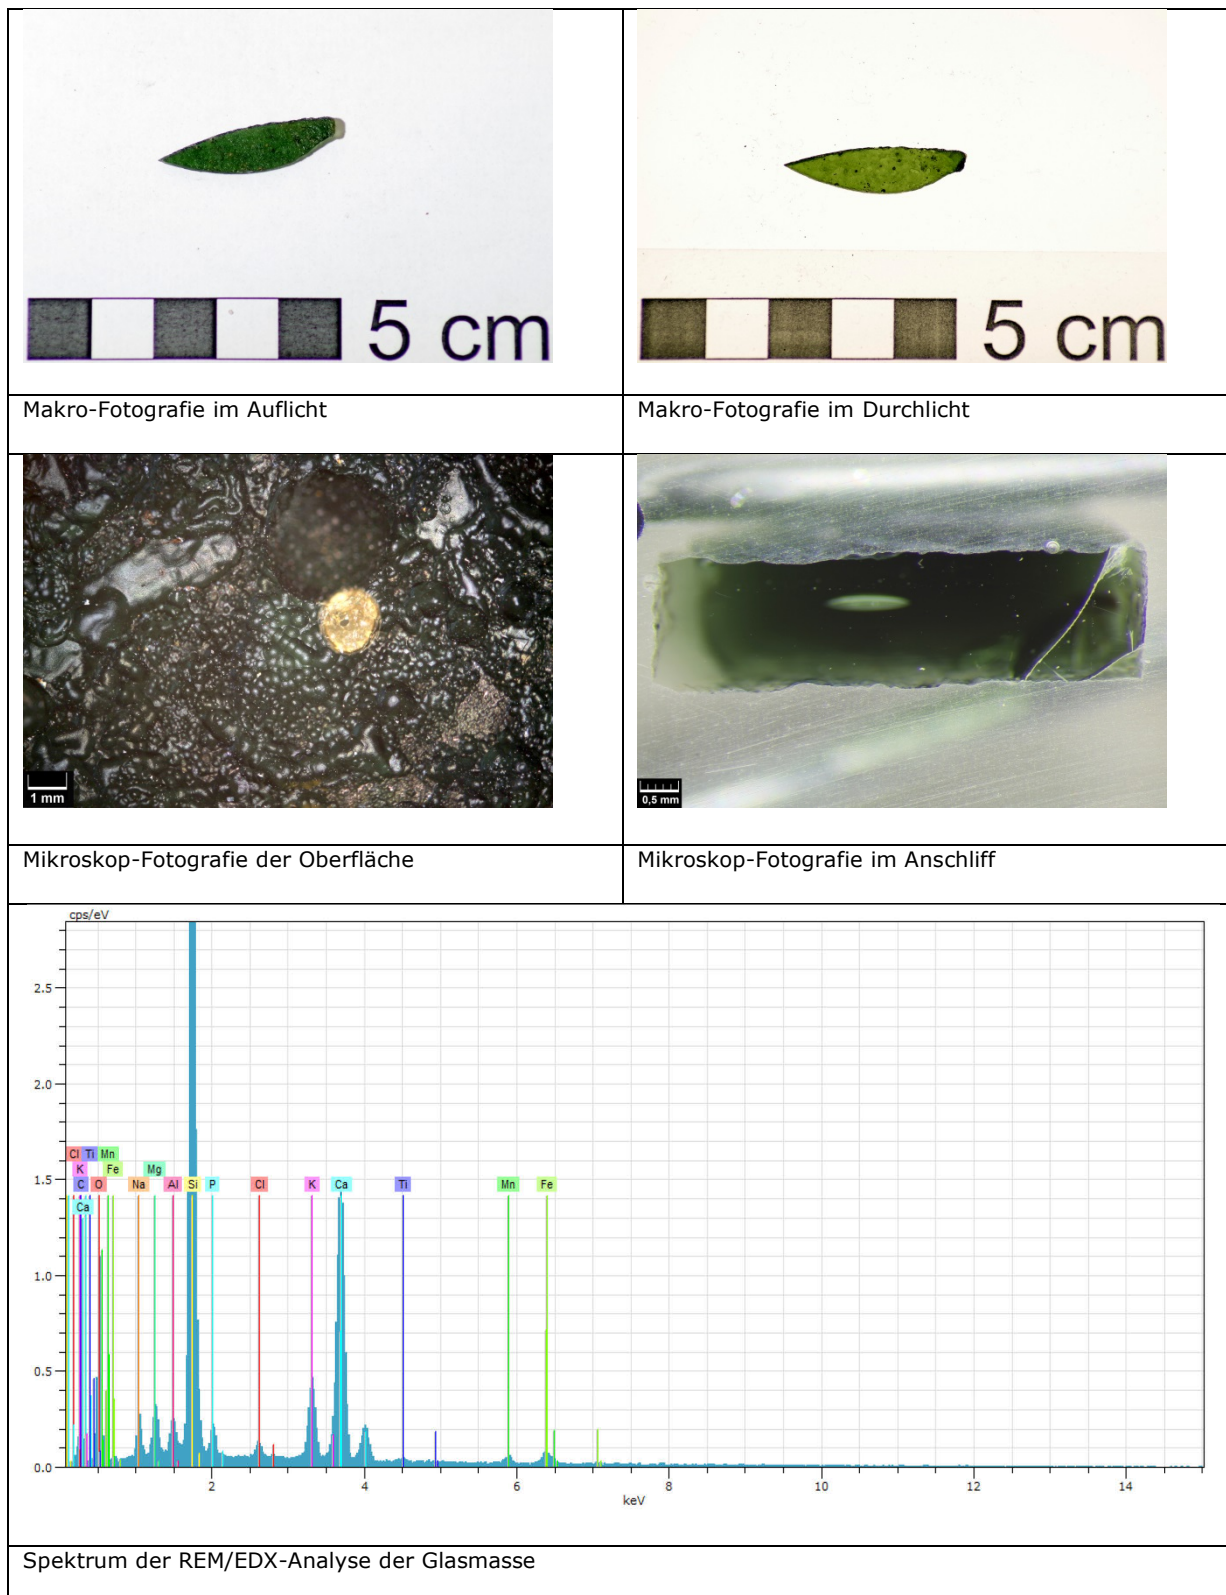 5 cm
5 cm
Makro-Fotografie im Auflicht
Makro-Fotografie im Durchlicht
1 mm
0,5 mm
Mikroskop-Fotografie der Oberfläche
Mikroskop-Fotografie im Anschliff
cps/eV
2.5
2.0
Cl Ti Mn
K Fe Mg
1.5
C O Na Al Si P Cl K Ca Ti Mn Fe
Ca
1.0
0.5
0.0
2 4 6 8 10 12 14
keV
Spektrum der REM/EDX-Analyse der Glasmasse